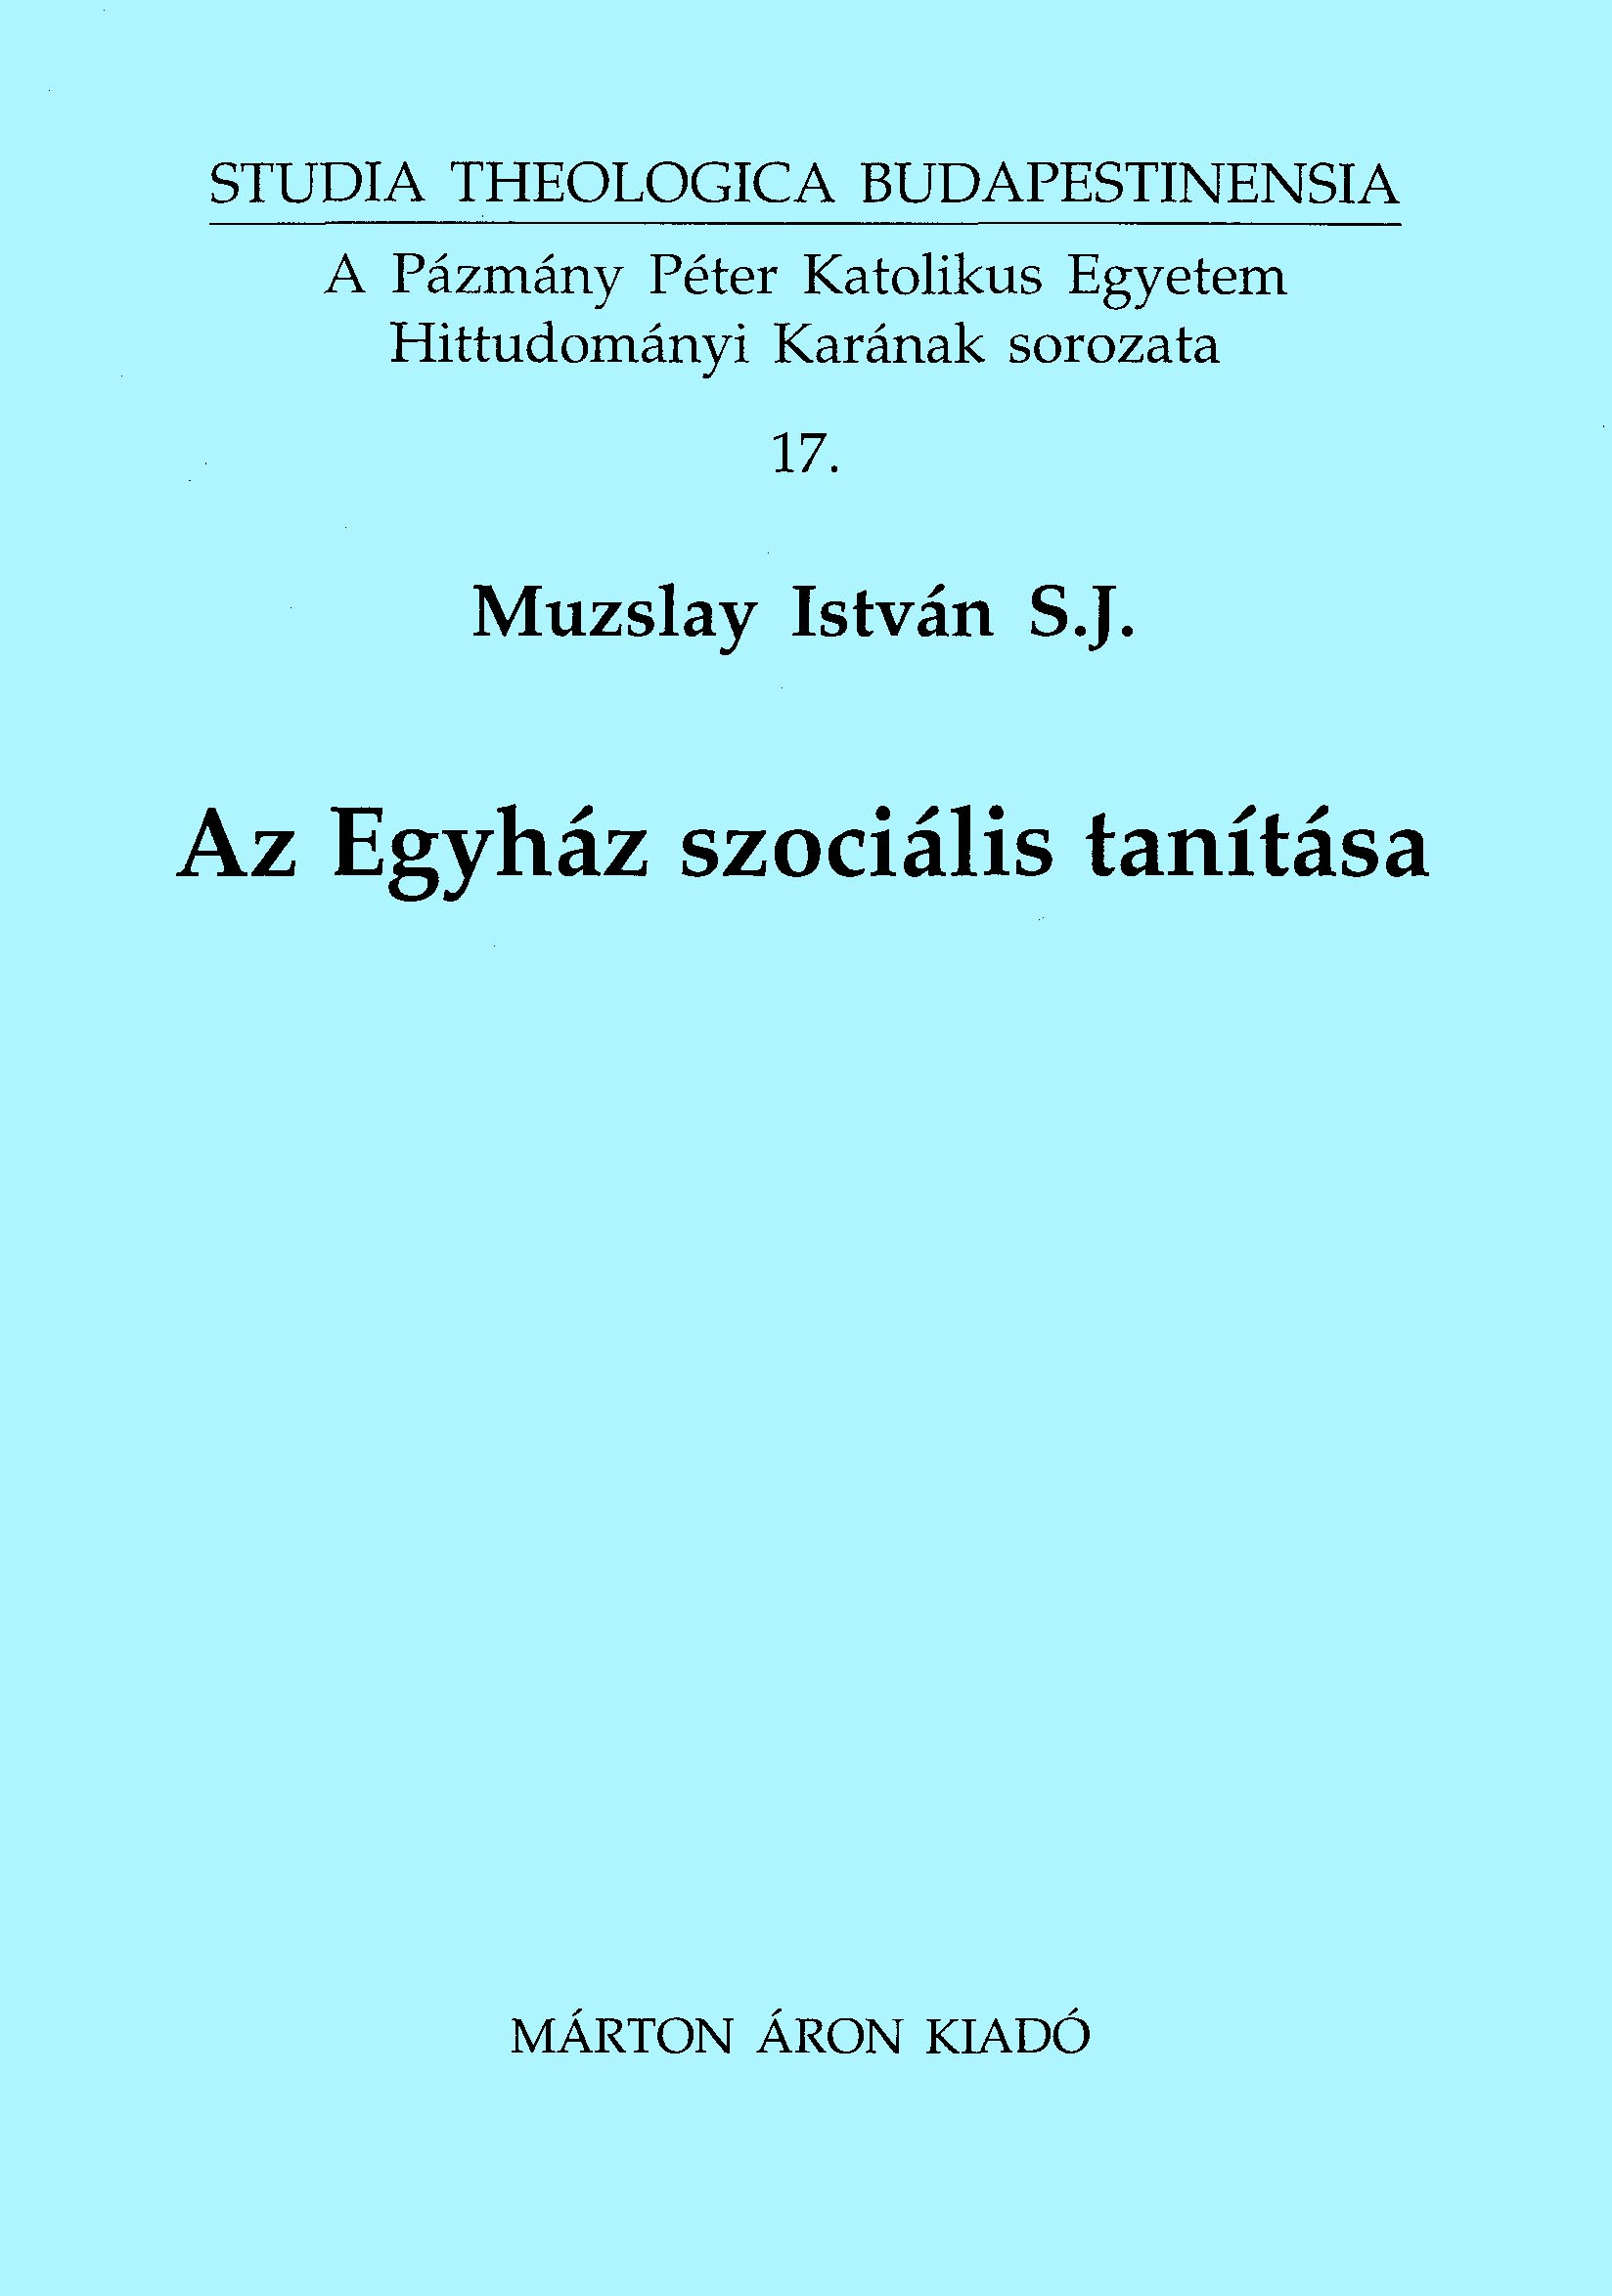 STUDIA THEOLOGICA BUDAPESTINENSIA
A Pázmány Péter Katolikus Egyetem
Hittudományi Karának sorozata
17.
Muzslay István S.J.
Az Egyház szociális tanítása
MÁRTON ÁRON KIADÓ